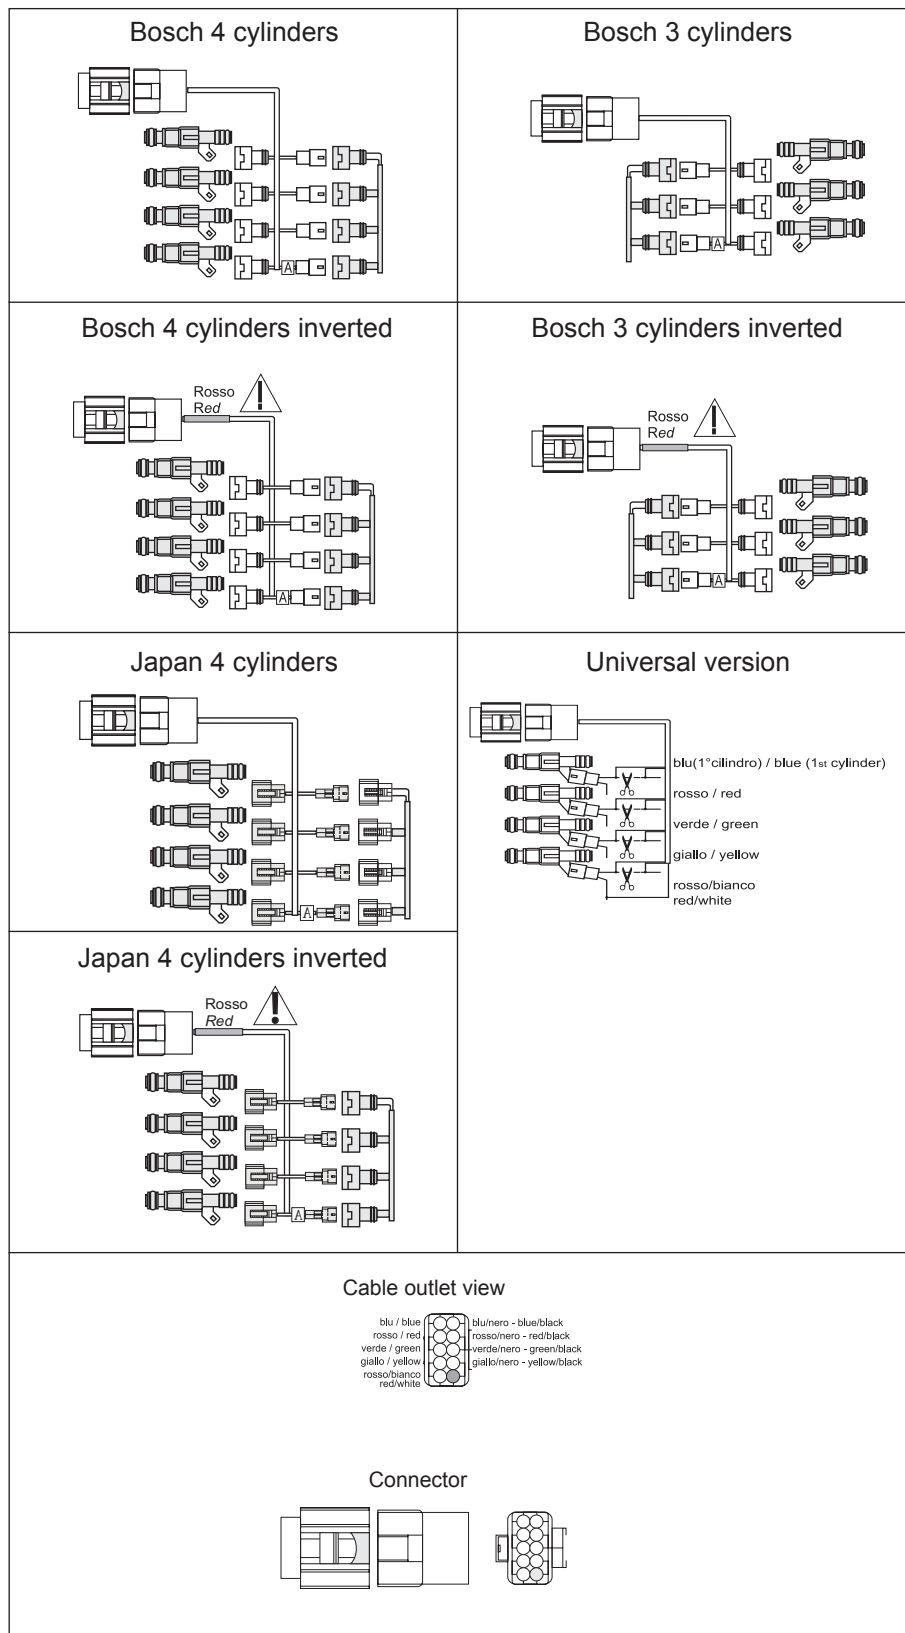 Bosch 4 cylinders
Bosch 3 cylinders
A
A
Bosch 4 cylinders inverted
Bosch 3 cylinders inverted
Rosso
Red
Rosso
Red
A
A
Japan 4 cylinders
Universal version
blu(1°cilindro) / blue (1st cylinder)
rosso / red
verde / green
giallo / yellow
rosso/bianco
red/white
A
Japan 4 cylinders inverted
Rosso
Red
A
Cable outlet view
blu / blue
blu/nero - blue/black
rosso / red
rosso/nero - red/black
verde / green
verde/nero - green/black
giallo / yellow
giallo/nero - yellow/black
rosso/bianco
red/white
Connector